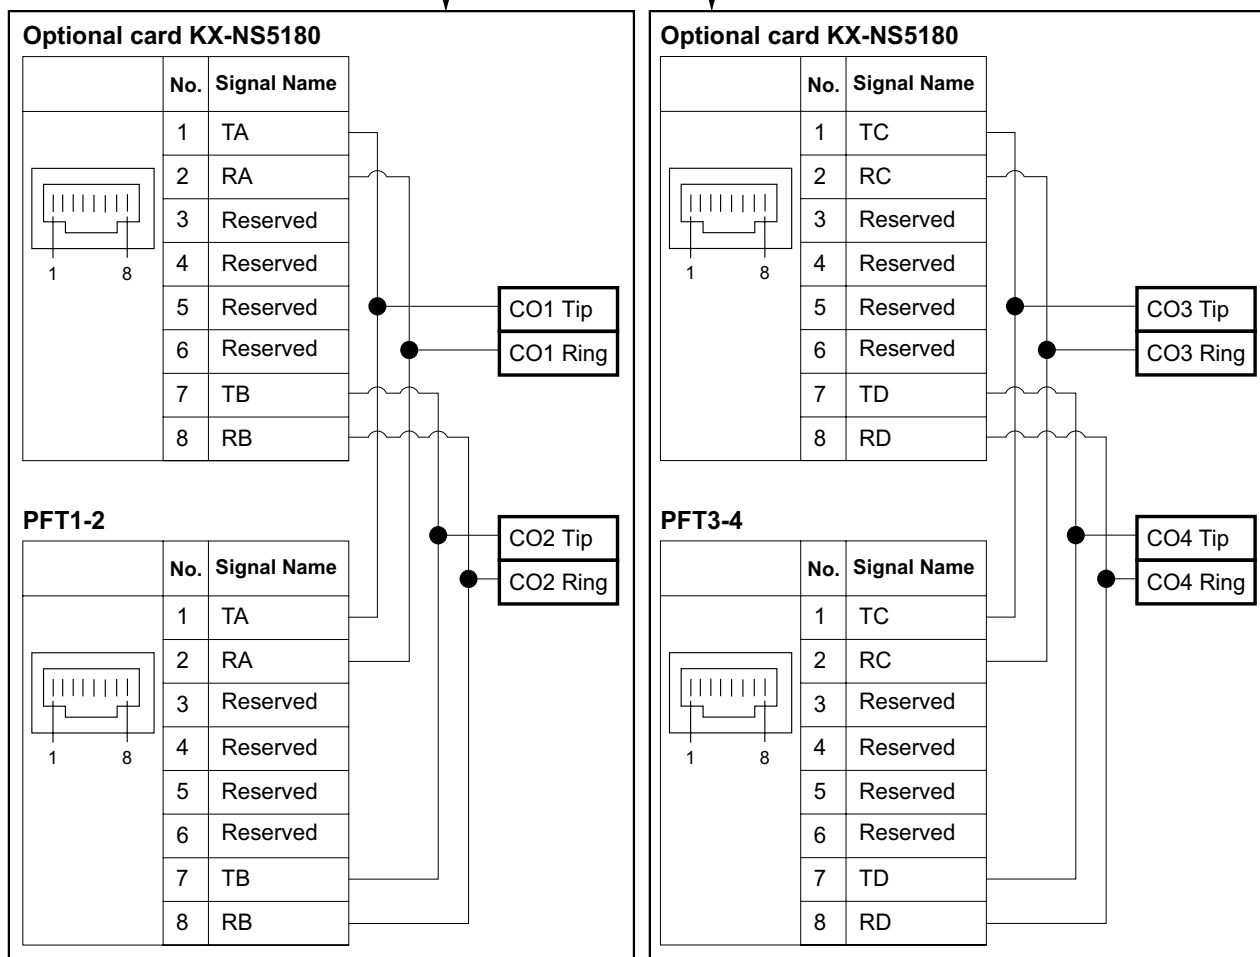 Optional card KX-NS5180
No. Signal Name
1 TA
2 RA
3 Reserved
4 Reserved
5 Reserved
6 Reserved
7 TB
8 RB
1 8
CO1 Tip
CO1 Ring
PFT1-2
No. Signal Name
1 TA
2 RA
3 Reserved
4 Reserved
5 Reserved
6 Reserved
7 TB
8 RB
1 8
CO2 Tip
CO2 Ring
Optional card KX-NS5180
No. Signal Name
1 TC
2 RC
3 Reserved
4 Reserved
5 Reserved
6 Reserved
7 TD
8 RD
1 8
CO3 Tip
CO3 Ring
PFT3-4
No. Signal Name
1 TC
2 RC
3 Reserved
4 Reserved
5 Reserved
6 Reserved
7 TD
8 RD
1 8
CO4 Tip
CO4 Ring